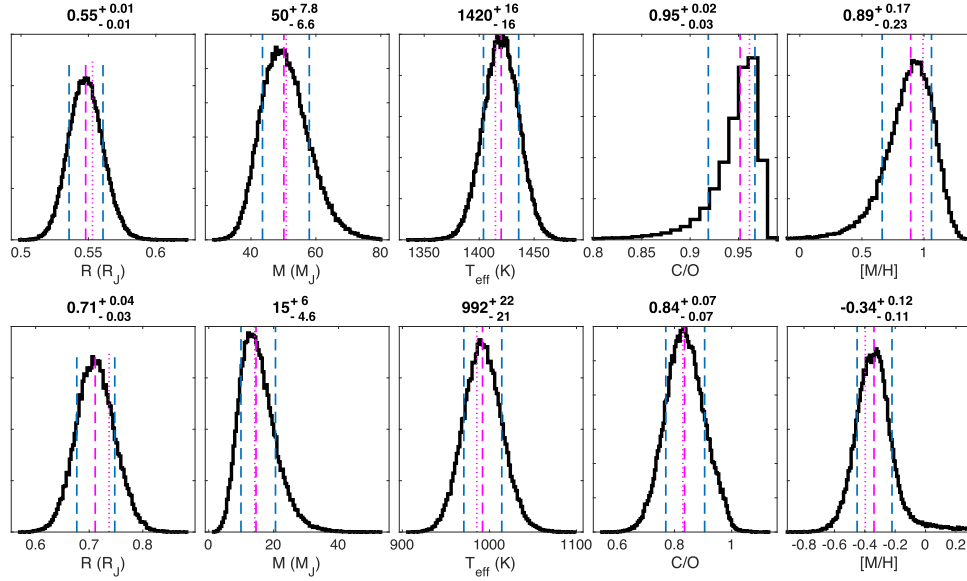 0.55 + 0.01 - 0.01
50 + 7.8 - 6.6
1420 + 16 - 16
0.95 + 0.02 - 0.03
0.89 + 0.17 - 0.23
0.5 0.55 0.6
40 60 80
1350 1400 1450
0.8 0.85 0.9 0.95
0 0.5 1
R (R_J)
M (M_J)
T_eff (K)
C/O
[M/H]
0.71 + 0.04 - 0.03
15 + 6 - 4.6
992 + 22 - 21
0.84 + 0.07 - 0.07
-0.34 + 0.12 - 0.11
0.6 0.7 0.8
0 20 40
900 1000 1100
0.6 0.8 1
-0.8 -0.6 -0.4 -0.2 0 0.2
R (R_J)
M (M_J)
T_eff (K)
C/O
[M/H]